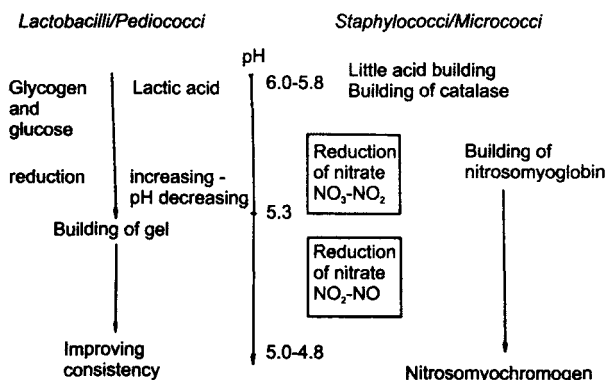 Lactobacilli/Pediococci
Staphylococci/Micrococci
pH
Glycogen
and
glucose
Lactic acid
6.0-5.8
Little acid building
Building of catalase
reduction
increasing -
pH decreasing
Reduction
of nitrate
NO₃-NO₂
Building of
nitrosomyoglobin
5.3
Building of gel
Reduction
of nitrate
NO₂-NO
Improving
consistency
5.0-4.8
Nitrosomyochromogen